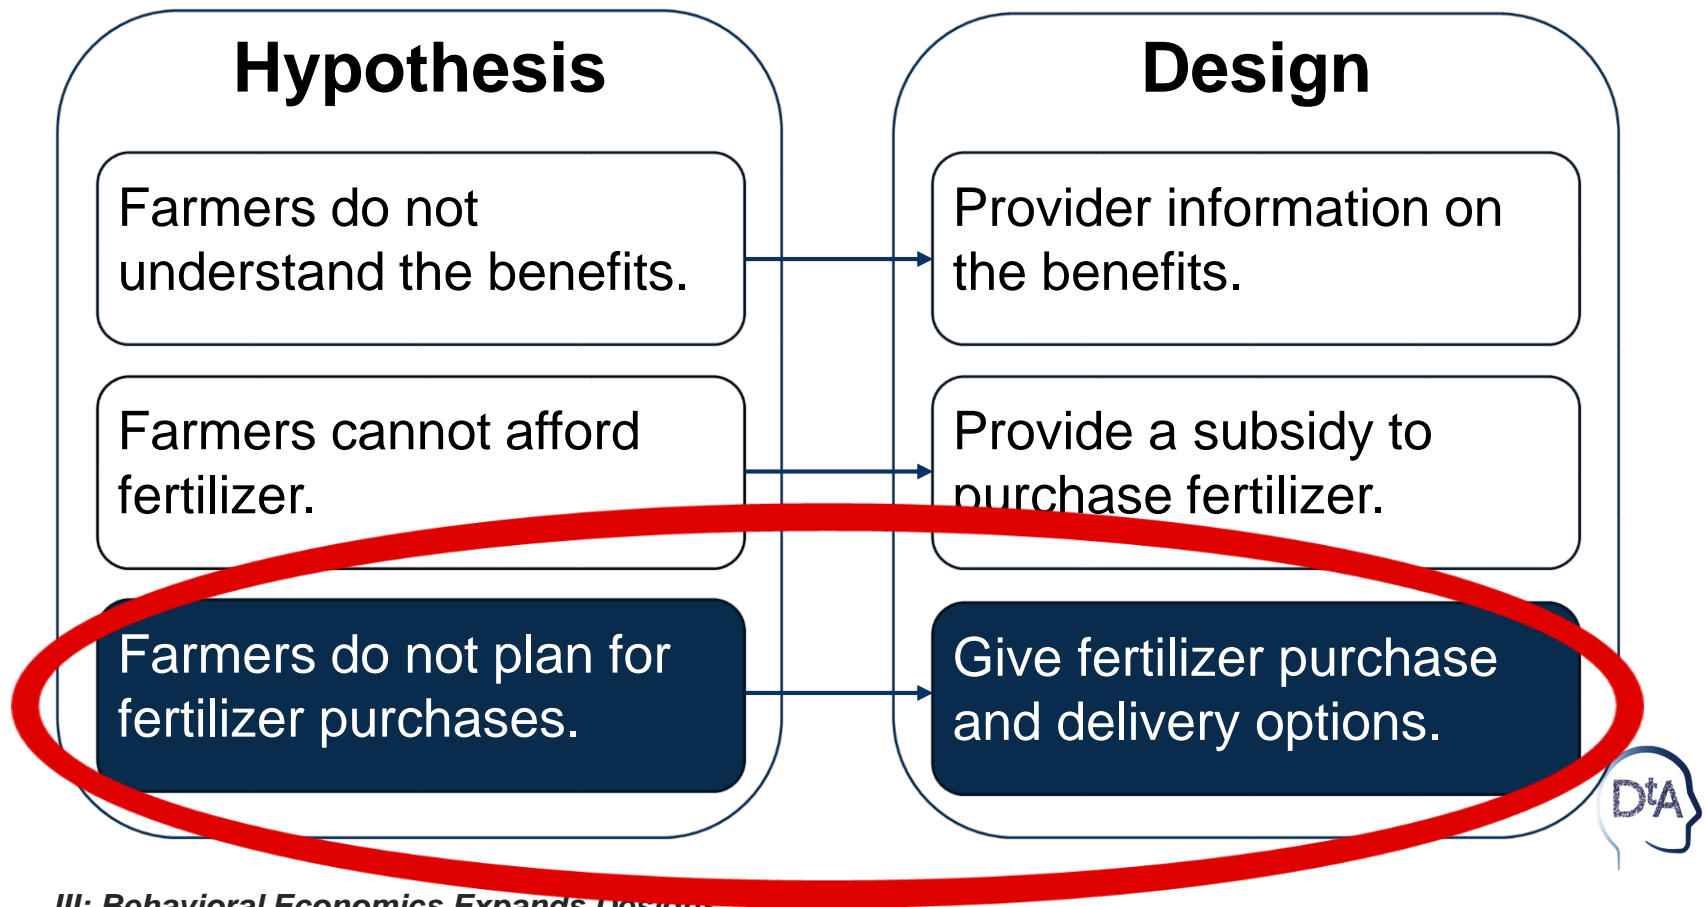 Hypothesis
Farmers do not
understand the benefits.
Farmers cannot afford
fertilizer.
Farmers do not plan for
fertilizer purchases.
Design
Provider information on
the benefits.
Provide a subsidy to
purchase fertilizer.
Give fertilizer purchase
and delivery options.
DtA
III: Behavioral Economics Expands Designs